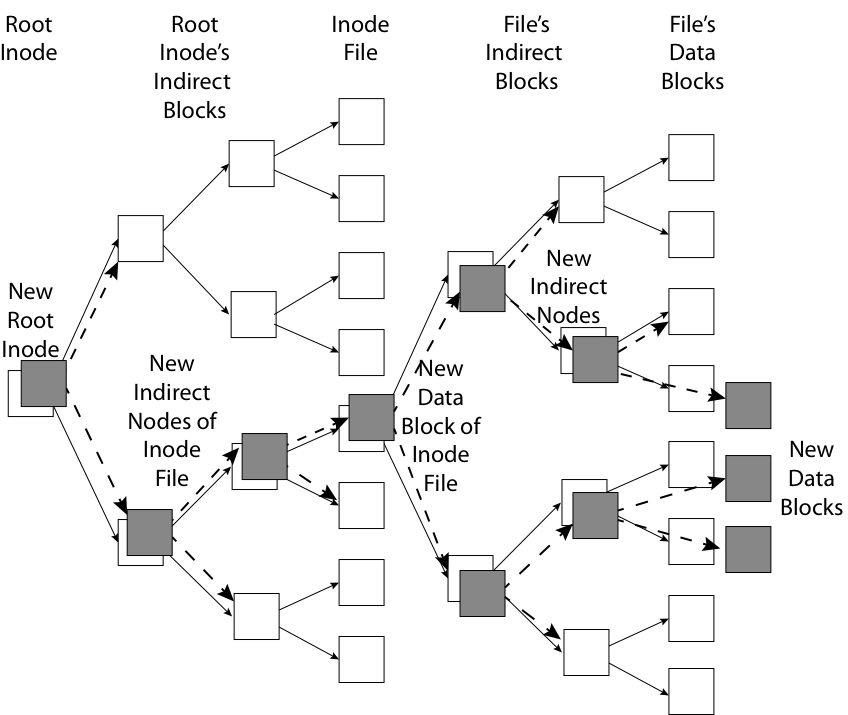 Root
Inode
Root
Inode's
Indirect
Blocks
Inode
File
File's
Indirect
Blocks
File's
Data
Blocks
New
Root
Inode
New
Indirect
Nodes of
Inode
File
New
Data
Block of
Inode
File
New
Indirect
Nodes
New
Data
Blocks